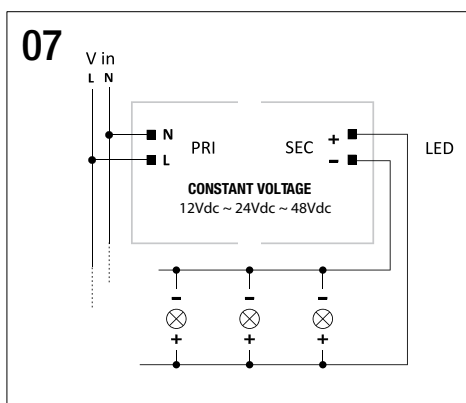 07
V in
L N
N PRI SEC + LED
L -
CONSTANT VOLTAGE
12Vdc ~ 24Vdc ~ 48Vdc
- - -
+ + +